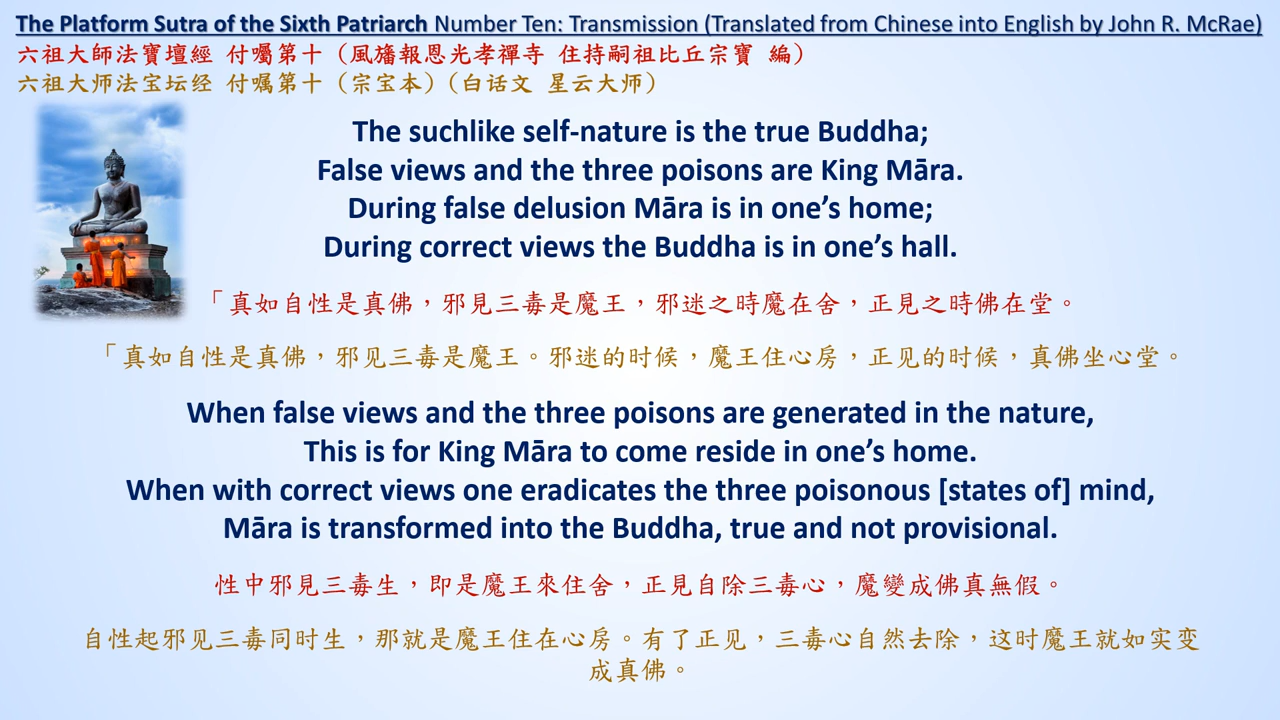 The Platform Sutra of the Sixth Patriarch Number Ten: Transmission (Translated from Chinese into English by John R. McRae)
六祖大師法寶壇經 付囑第十（風旛報恩光孝禪寺 住持嗣祖比丘宗寶 編）
六祖大师法宝坛经 付嘱第十（宗宝本）（白话文 星云大师）
The suchlike self-nature is the true Buddha;
False views and the three poisons are King Māra.
During false delusion Māra is in one’s home;
During correct views the Buddha is in one’s hall.
「真如自性是真佛，邪見三毒是魔王，邪迷之時魔在舍，正見之時佛在堂。
「真如自性是真佛，邪见三毒是魔王。邪迷的时候，魔王住心房，正见的时候，真佛坐心堂。
When false views and the three poisons are generated in the nature,
This is for King Māra to come reside in one’s home.
When with correct views one eradicates the three poisonous [states of] mind,
Māra is transformed into the Buddha, true and not provisional.
性中邪見三毒生，即是魔王來住舍，正見自除三毒心，魔變成佛真無假。
自性起邪见三毒同时生，那就是魔王住在心房。有了正见，三毒心自然去除，这时魔王就如实变
成真佛。